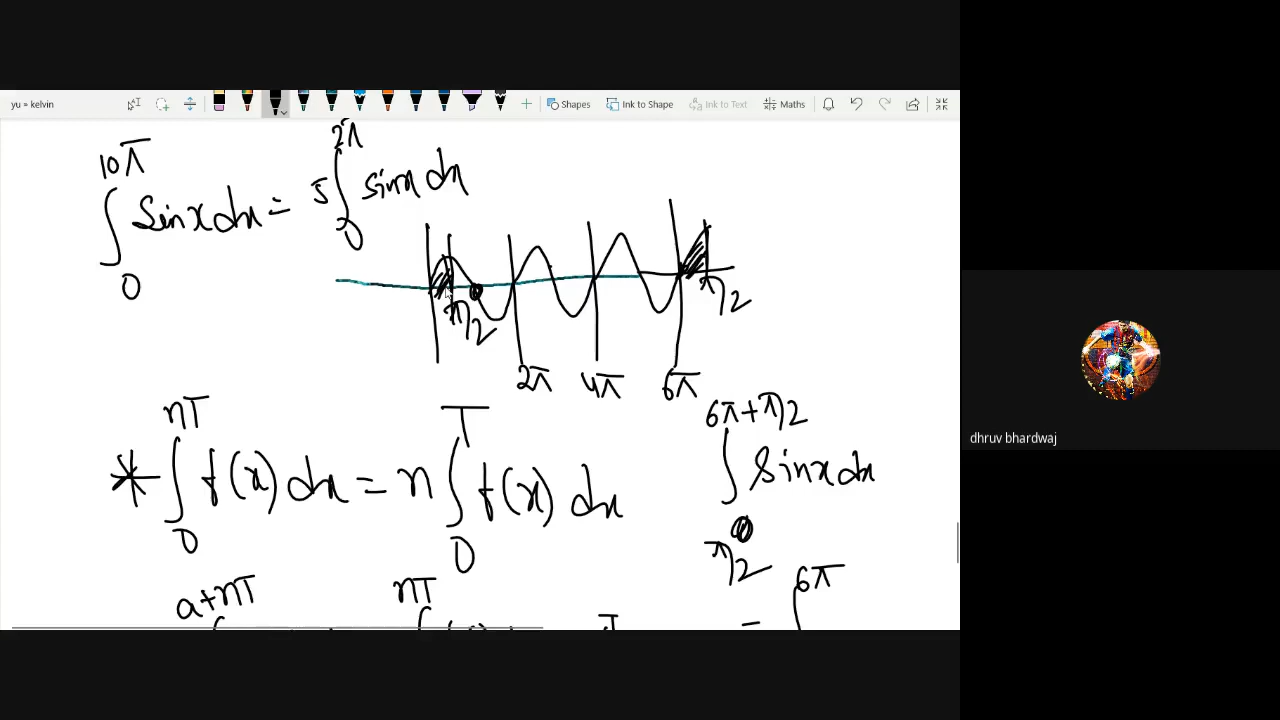 yu » kelvin
Shapes Ink to Shape Ink to Text Maths
∫₀^{10π} sinx dx = 5 ∫₀^{2π} sinx dx
π/2 π/2
2π 4π 6π
* ∫₀^{nT} f(x) dx = n ∫₀^{T} f(x) dx
∫_{π/2}^{6π+π/2} sinx dx
a+nT nT T = 6π
dhruv bhardwaj